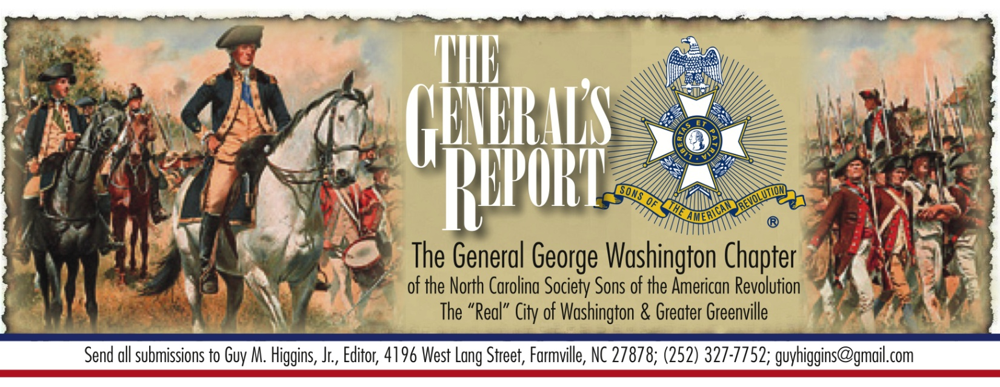 THE
GENERAL'S
REPORT
LIBERTAS ET PATRIA
SONS OF THE AMERICAN REVOLUTION
®
The General George Washington Chapter
of the North Carolina Society Sons of the American Revolution
The “Real” City of Washington & Greater Greenville
Send all submissions to Guy M. Higgins, Jr., Editor, 4196 West Lang Street, Farmville, NC 27878; (252) 327-7752; guyhiggins@gmail.com